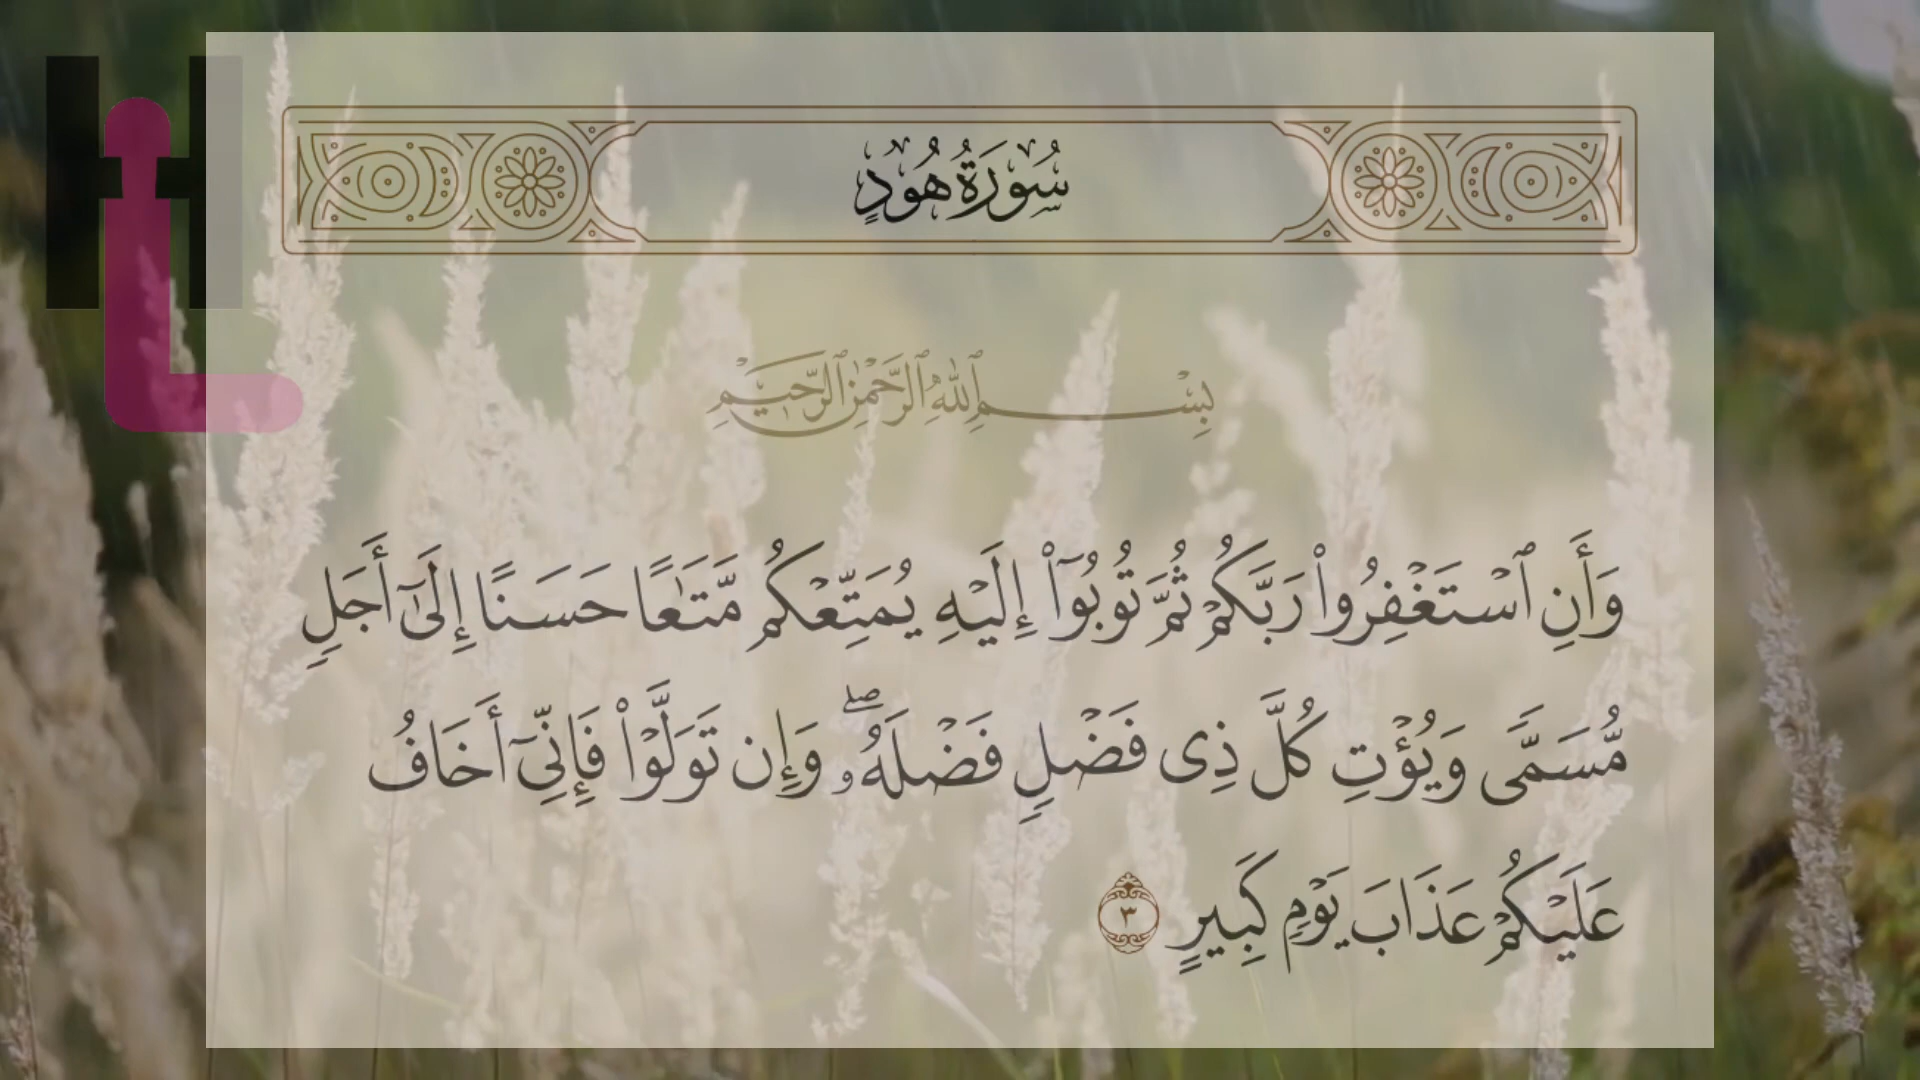 سُورَةُ هُودٍ
بِسْمِ ٱللَّهِ ٱلرَّحْمَٰنِ ٱلرَّحِيمِ
وَأَنِ ٱسْتَغْفِرُوا۟ رَبَّكُمْ ثُمَّ تُوبُوٓا۟ إِلَيْهِ يُمَتِّعْكُم مَّتَٰعًا حَسَنًا إِلَىٰٓ أَجَلٍ
مُّسَمًّى وَيُؤْتِ كُلَّ ذِى فَضْلٍ فَضْلَهُۥ ۖ وَإِن تَوَلَّوْا۟ فَإِنِّىٓ أَخَافُ
عَلَيْكُمْ عَذَابَ يَوْمٍ كَبِيرٍ ٣